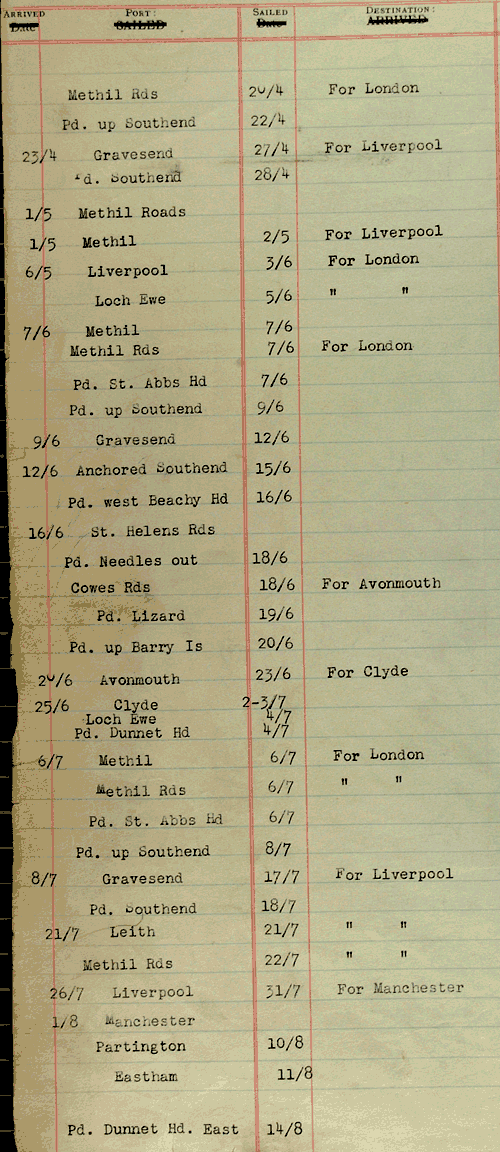 ARRIVED PORT: SAILED DESTINATION:
Date SAILED Date ARRIVED
Methil Rds 20/4 For London
Pd. up Southend 22/4
23/4 Gravesend 27/4 For Liverpool
Pd. Southend 28/4
1/5 Methil Roads
1/5 Methil 2/5 For Liverpool
6/5 Liverpool 3/6 For London
Loch Ewe 5/6 " "
7/6 Methil 7/6
Methil Rds 7/6 For London
Pd. St. Abbs Hd 7/6
Pd. up Southend 9/6
9/6 Gravesend 12/6
12/6 Anchored Southend 15/6
Pd. west Beachy Hd 16/6
16/6 St. Helens Rds
Pd. Needles out 18/6
Cowes Rds 18/6 For Avonmouth
Pd. Lizard 19/6
Pd. up Barry Is 20/6
20/6 Avonmouth 23/6 For Clyde
25/6 Clyde 2-3/7
Loch Ewe 4/7
Pd. Dunnet Hd 4/7
6/7 Methil 6/7 For London
Methil Rds 6/7 " "
Pd. St. Abbs Hd 6/7
Pd. up Southend 8/7
8/7 Gravesend 17/7 For Liverpool
Pd. Southend 18/7
21/7 Leith 21/7 " "
Methil Rds 22/7 " "
26/7 Liverpool 31/7 For Manchester
1/8 Manchester
Partington 10/8
Eastham 11/8
Pd. Dunnet Hd. East 14/8